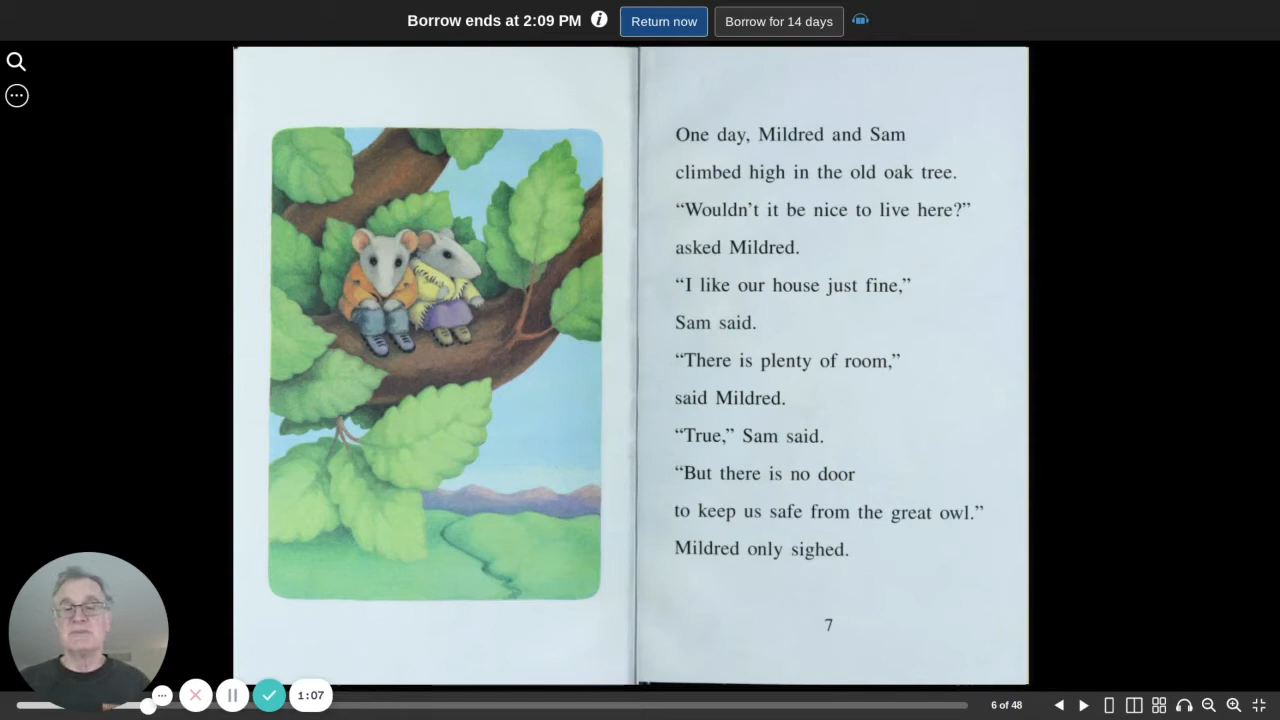 Borrow ends at 2:09 PM
Return now
Borrow for 14 days
One day, Mildred and Sam
climbed high in the old oak tree.
“Wouldn’t it be nice to live here?”
asked Mildred.
“I like our house just fine,”
Sam said.
“There is plenty of room,”
said Mildred.
“True,” Sam said.
“But there is no door
to keep us safe from the great owl.”
Mildred only sighed.
7
1:07
6 of 48